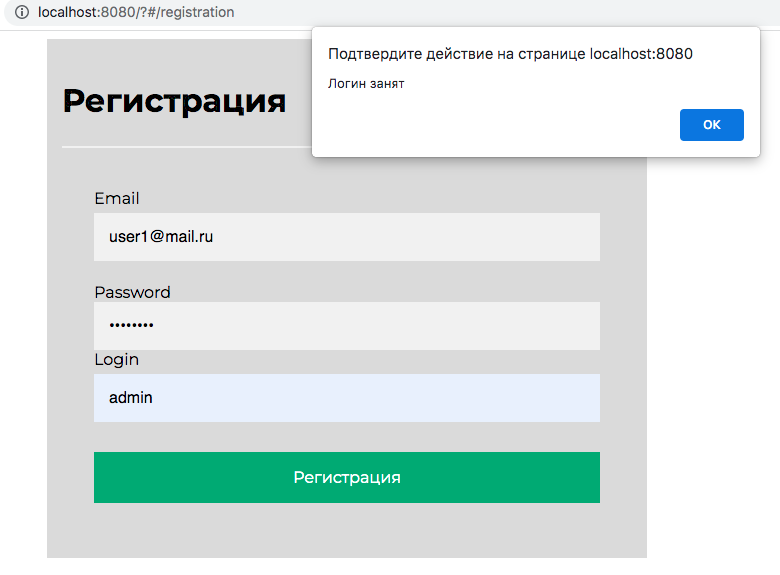 localhost:8080/?#/registration
Подтвердите действие на странице localhost:8080
Логин занят
OK
Регистрация
Email
user1@mail.ru
Password
••••••••
Login
admin
Регистрация